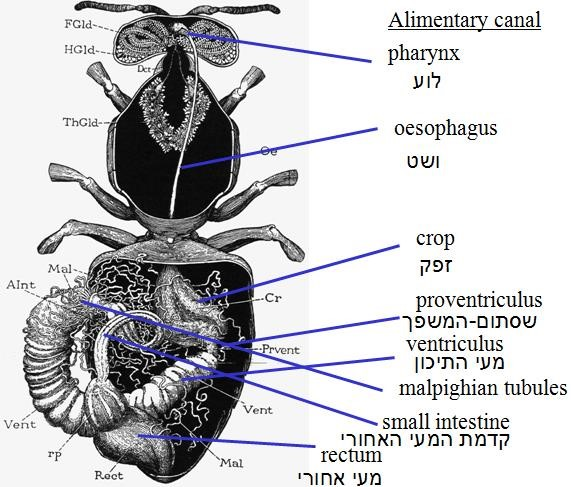 Alimentary canal
pharynx
לוע
oesophagus
ושט
crop
זפק
proventriculus
שסתום-המשפך
ventriculus
מעי התיכון
malpighian tubules
small intestine
קדמת המעי האחורי
rectum
מעי אחורי
FGld
HGld
Dct
ThGld
Oe
Mal
AInt
Cr
Prvent
Vent
Vent
rp
Rect
Mal